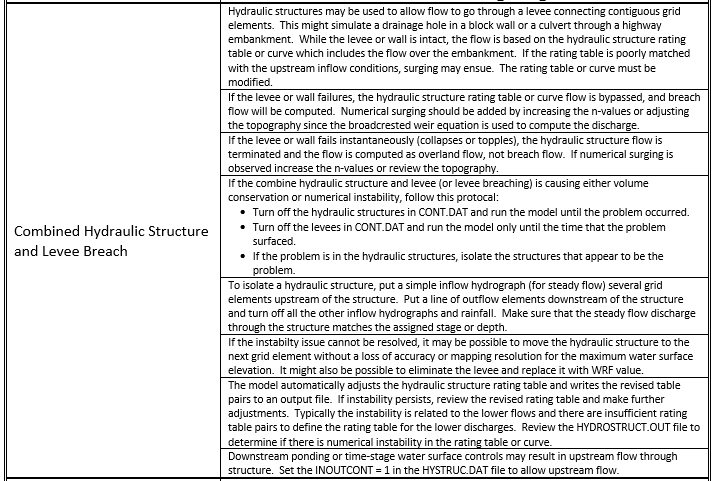 Combined Hydraulic Structure
and Levee Breach
Hydraulic structures may be used to allow flow to go through a levee connecting contiguous grid
elements. This might simulate a drainage hole in a block wall or a culvert through a highway
embankment. While the levee or wall is intact, the flow is based on the hydraulic structure rating
table or curve which includes the flow over the embankment. If the rating table is poorly matched
with the upstream inflow conditions, surging may ensue. The rating table or curve must be
modified.
If the levee or wall failures, the hydraulic structure rating table or curve flow is bypassed, and breach
flow will be computed. Numerical surging should be added by increasing the n-values or adjusting
the topography since the broadcrested weir equation is used to compute the discharge.
If the levee or wall fails instantaneously (collapses or topples), the hydraulic structure flow is
terminated and the flow is computed as overland flow, not breach flow. If numerical surging is
observed increase the n-values or review the topography.
If the combine hydraulic structure and levee (or levee breaching) is causing either volume
conservation or numerical instability, follow this protocal:
• Turn off the hydraulic structures in CONT.DAT and run the model until the problem occurred.
• Turn off the levees in CONT.DAT and run the model only until the time that the problem
surfaced.
• If the problem is in the hydraulic structures, isolate the structures that appear to be the
problem.
To isolate a hydraulic structure, put a simple inflow hydrograph (for steady flow) several grid
elements upstream of the structure. Put a line of outflow elements downstream of the structure
and turn off all the other inflow hydrographs and rainfall. Make sure that the steady flow discharge
through the structure matches the assigned stage or depth.
If the instabilty issue cannot be resolved, it may be possible to move the hydraulic structure to the
next grid element without a loss of accuracy or mapping resolution for the maximum water surface
elevation. It might also be possible to eliminate the levee and replace it with WRF value.
The model automatically adjusts the hydraulic structure rating table and writes the revised table
pairs to an output file. If instability persists, review the revised rating table and make further
adjustments. Typically the instability is related to the lower flows and there are insufficient rating
table pairs to define the rating table for the lower discharges. Review the HYDROSTRUCT.OUT file to
determine if there is numerical instability in the rating table or curve.
Downstream ponding or time-stage water surface controls may result in upstream flow through
structure. Set the INOUTCONT = 1 in the HYSTRUC.DAT file to allow upstream flow.